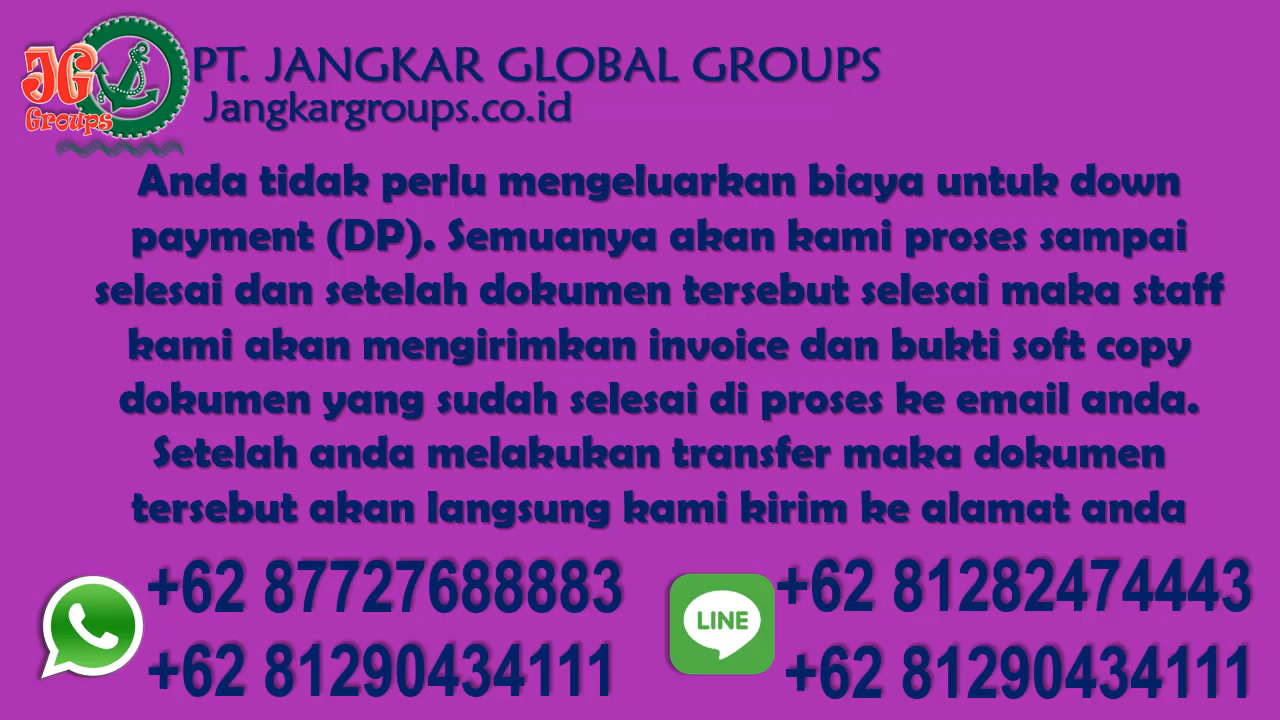 JG
Groups
PT. JANGKAR GLOBAL GROUPS
Jangkargroups.co.id
Anda tidak perlu mengeluarkan biaya untuk down
payment (DP). Semuanya akan kami proses sampai
selesai dan setelah dokumen tersebut selesai maka staff
kami akan mengirimkan invoice dan bukti soft copy
dokumen yang sudah selesai di proses ke email anda.
Setelah anda melakukan transfer maka dokumen
tersebut akan langsung kami kirim ke alamat anda
+62 87727688883
+62 81290434111
LINE
+62 81282474443
+62 81290434111